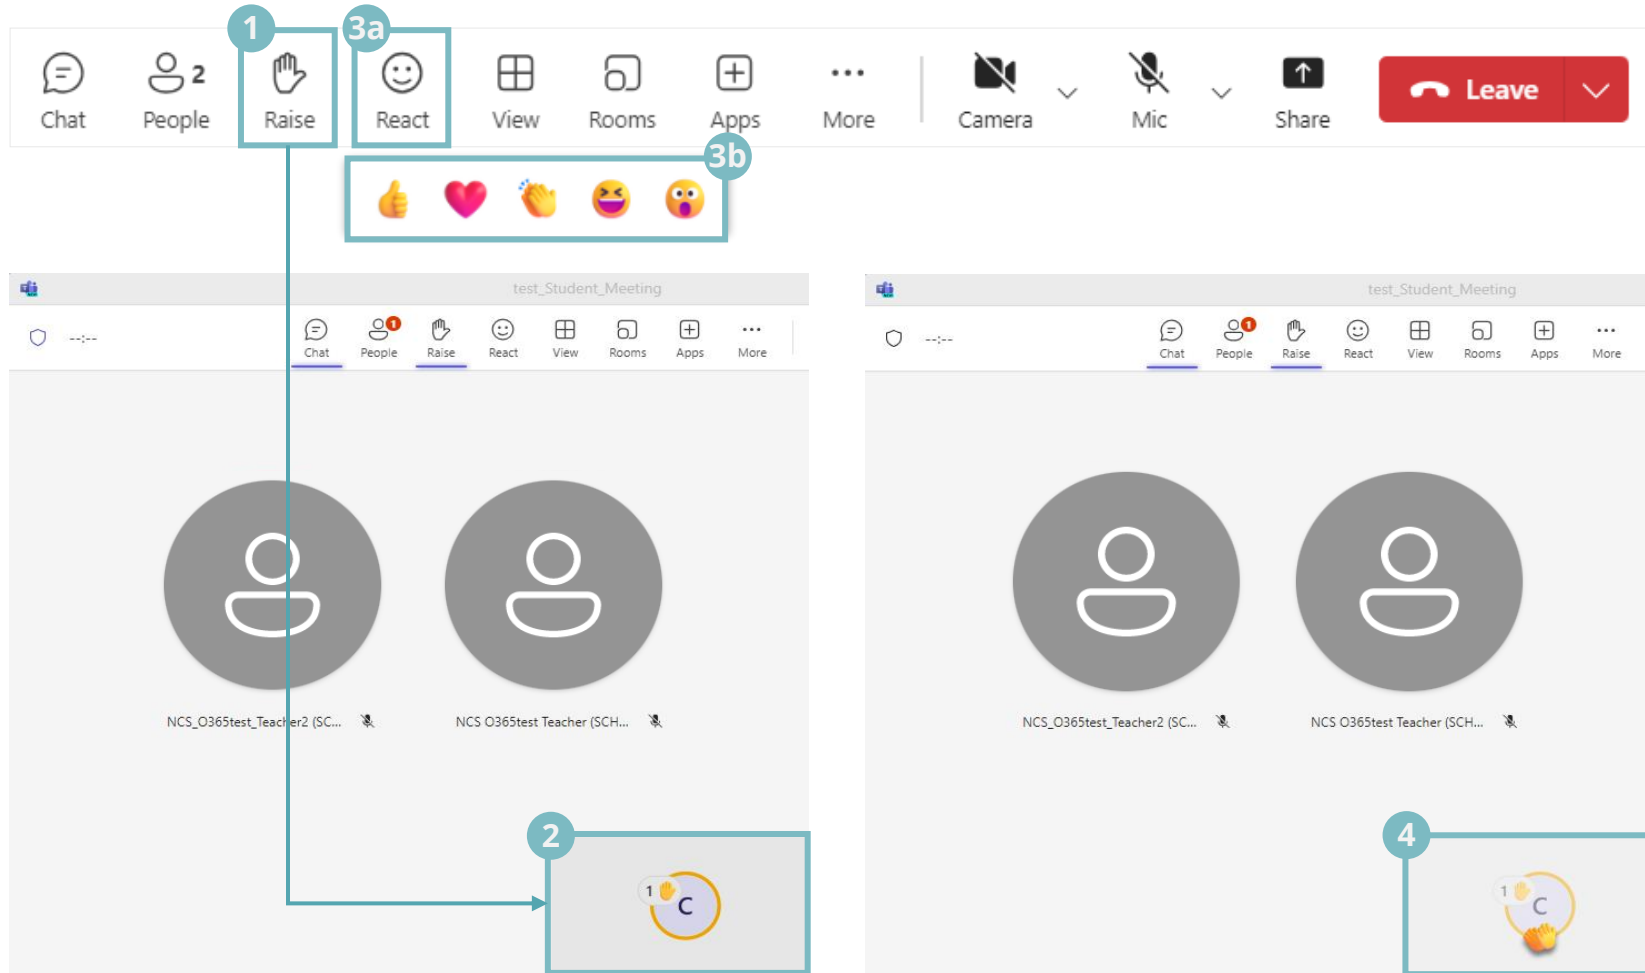 1
3a
Chat
2
People
Raise
React
View
Rooms
Apps
More
Camera
Mic
Share
Leave
3b
test_Student_Meeting
--:--
Chat
1
People
Raise
React
View
Rooms
Apps
More
NCS_O365test_Teacher2 (SC...
NCS O365test Teacher (SCH...
2
1
C
test_Student_Meeting
--:--
Chat
1
People
Raise
React
View
Rooms
Apps
More
NCS_O365test_Teacher2 (SC...
NCS O365test Teacher (SCH...
4
1
C